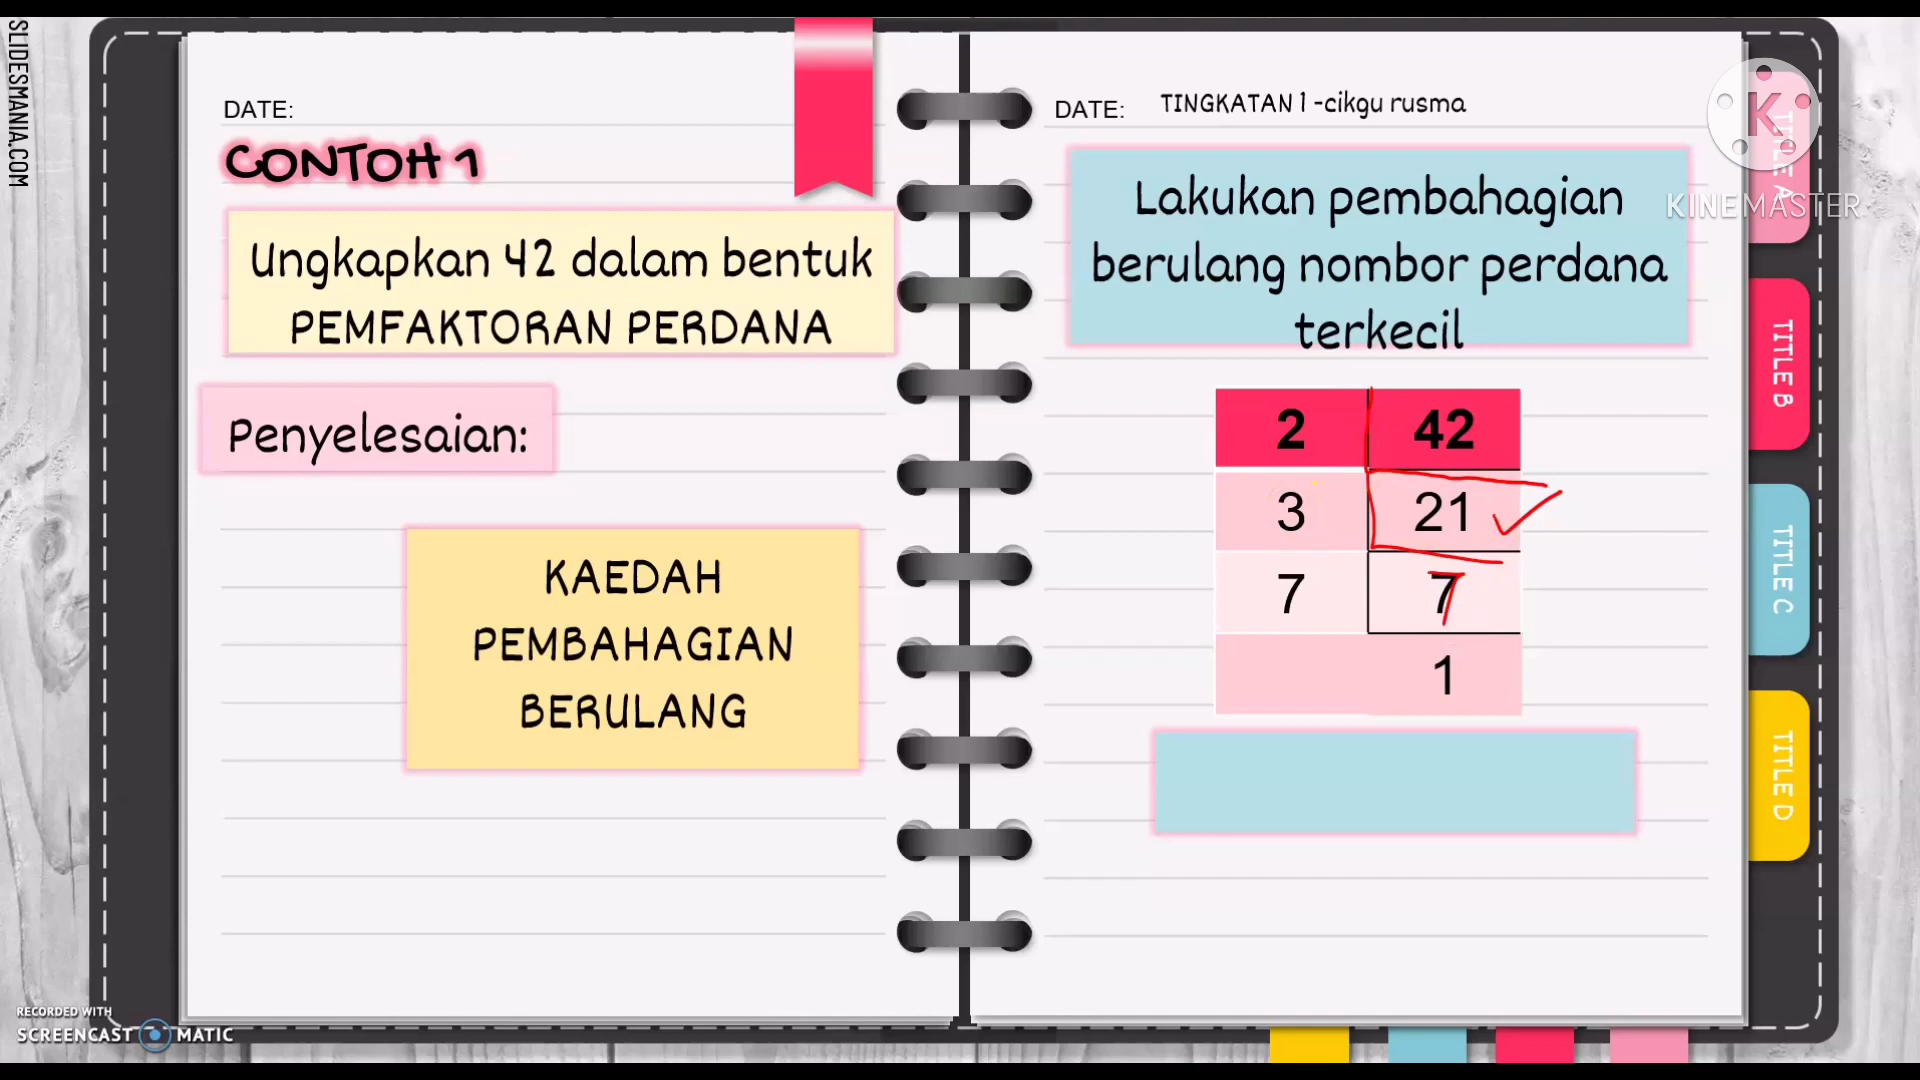 SLIDESMANIA.COM
DATE:
CONTOH 1
Ungkapkan 42 dalam bentuk
PEMFAKTORAN PERDANA
Penyelesaian:
KAEDAH
PEMBAHAGIAN
BERULANG
DATE: TINGKATAN 1 -cikgu rusma
Lakukan pembahagian
berulang nombor perdana
terkecil
2 42
3 21
7 7
1
K
KINEMASTER
TITLE A
TITLE B
TITLE C
TITLE D
RECORDED WITH
SCREENCAST MATIC